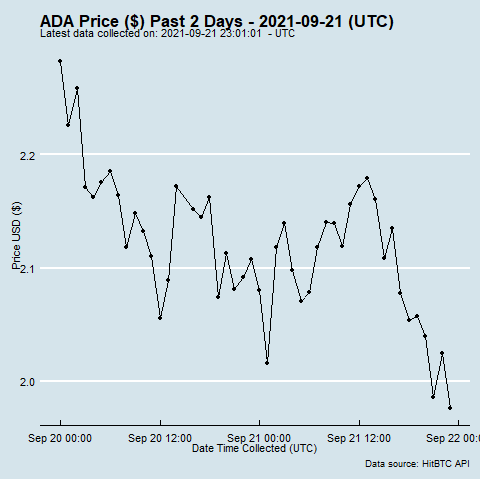 ADA Price ($) Past 2 Days - 2021-09-21 (UTC)
Latest data collected on: 2021-09-21 23:01:01 - UTC
Price USD ($)
2.2
2.1
2.0
Sep 20 00:00 Sep 20 12:00 Sep 21 00:00 Sep 21 12:00 Sep 22 00:00
Date Time Collected (UTC)
Data source: HitBTC API